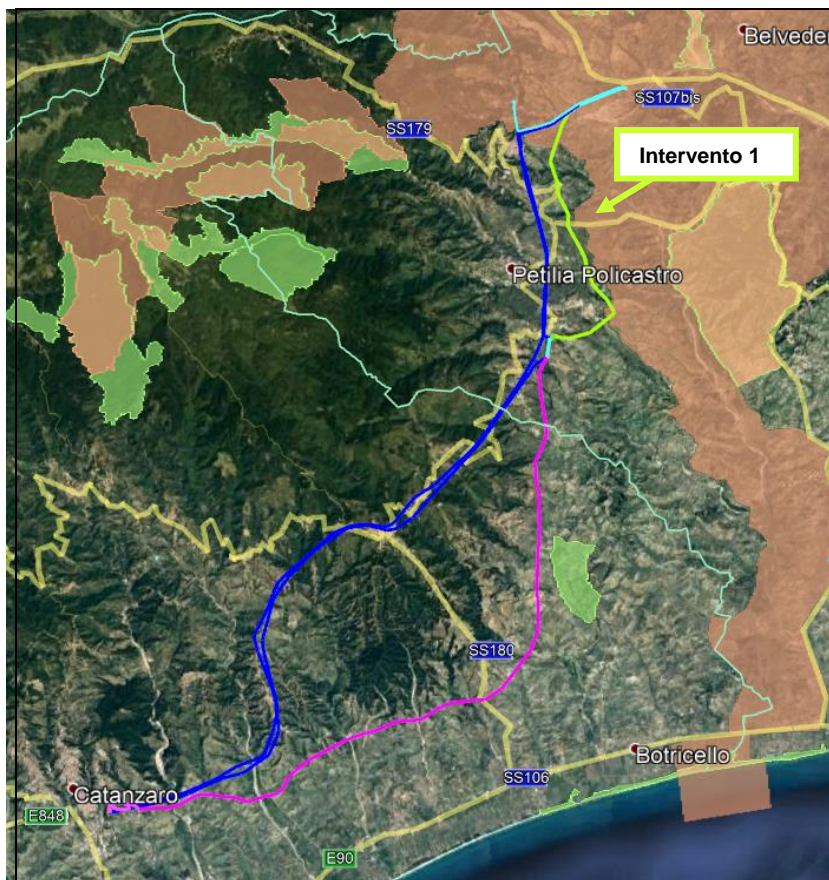 Belveder
SS107bis
SS179
Intervento 1
Petilia Policastro
SS180
Botricello
SS106
Catanzaro
E848
E90